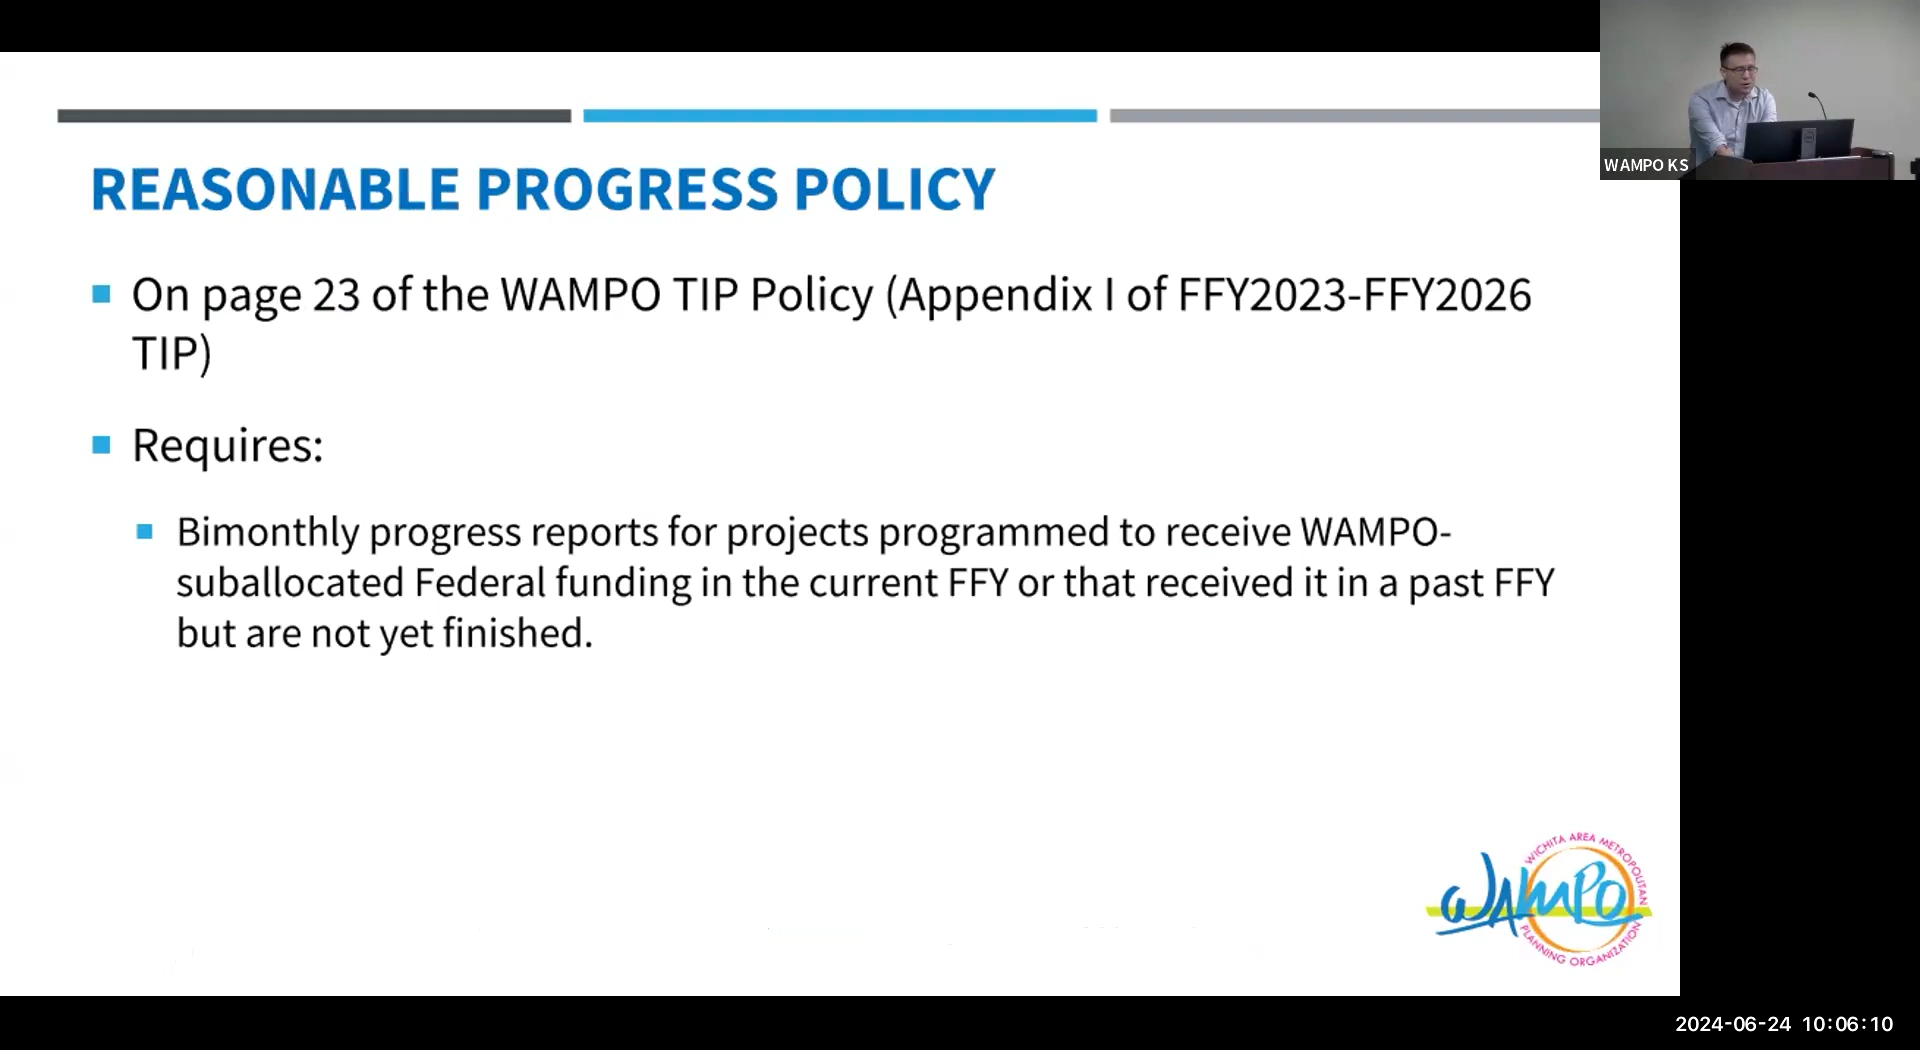 WAMPO KS
REASONABLE PROGRESS POLICY
On page 23 of the WAMPO TIP Policy (Appendix I of FFY2023-FFY2026
TIP)
Requires:
Bimonthly progress reports for projects programmed to receive WAMPO-
suballocated Federal funding in the current FFY or that received it in a past FFY
but are not yet finished.
WICHITA AREA METROPOLITAN
WAMPO
PLANNING ORGANIZATION
2024-06-24 10:06:10